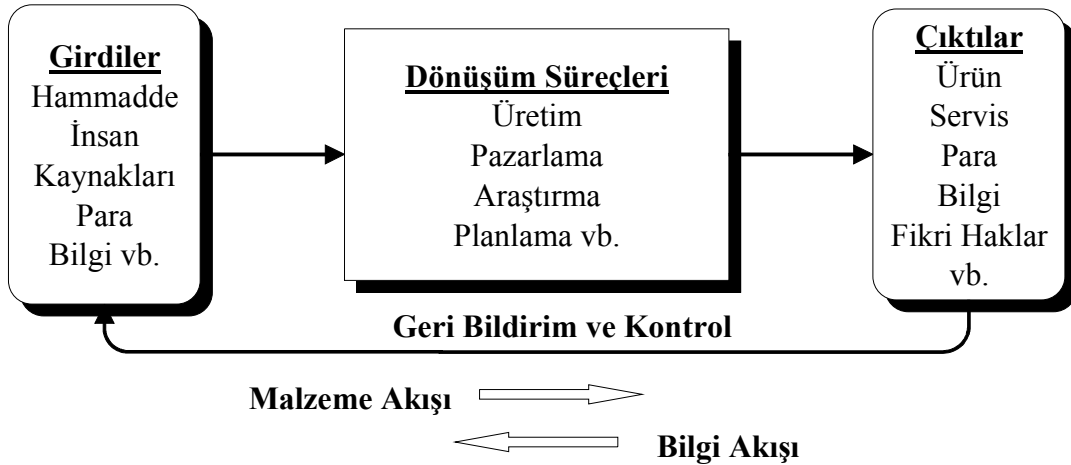 Girdiler
Hammadde
İnsan
Kaynakları
Para
Bilgi vb.
Dönüşüm Süreçleri
Üretim
Pazarlama
Araştırma
Planlama vb.
Çıktılar
Ürün
Servis
Para
Bilgi
Fikri Haklar
vb.
Geri Bildirim ve Kontrol
Malzeme Akışı
Bilgi Akışı